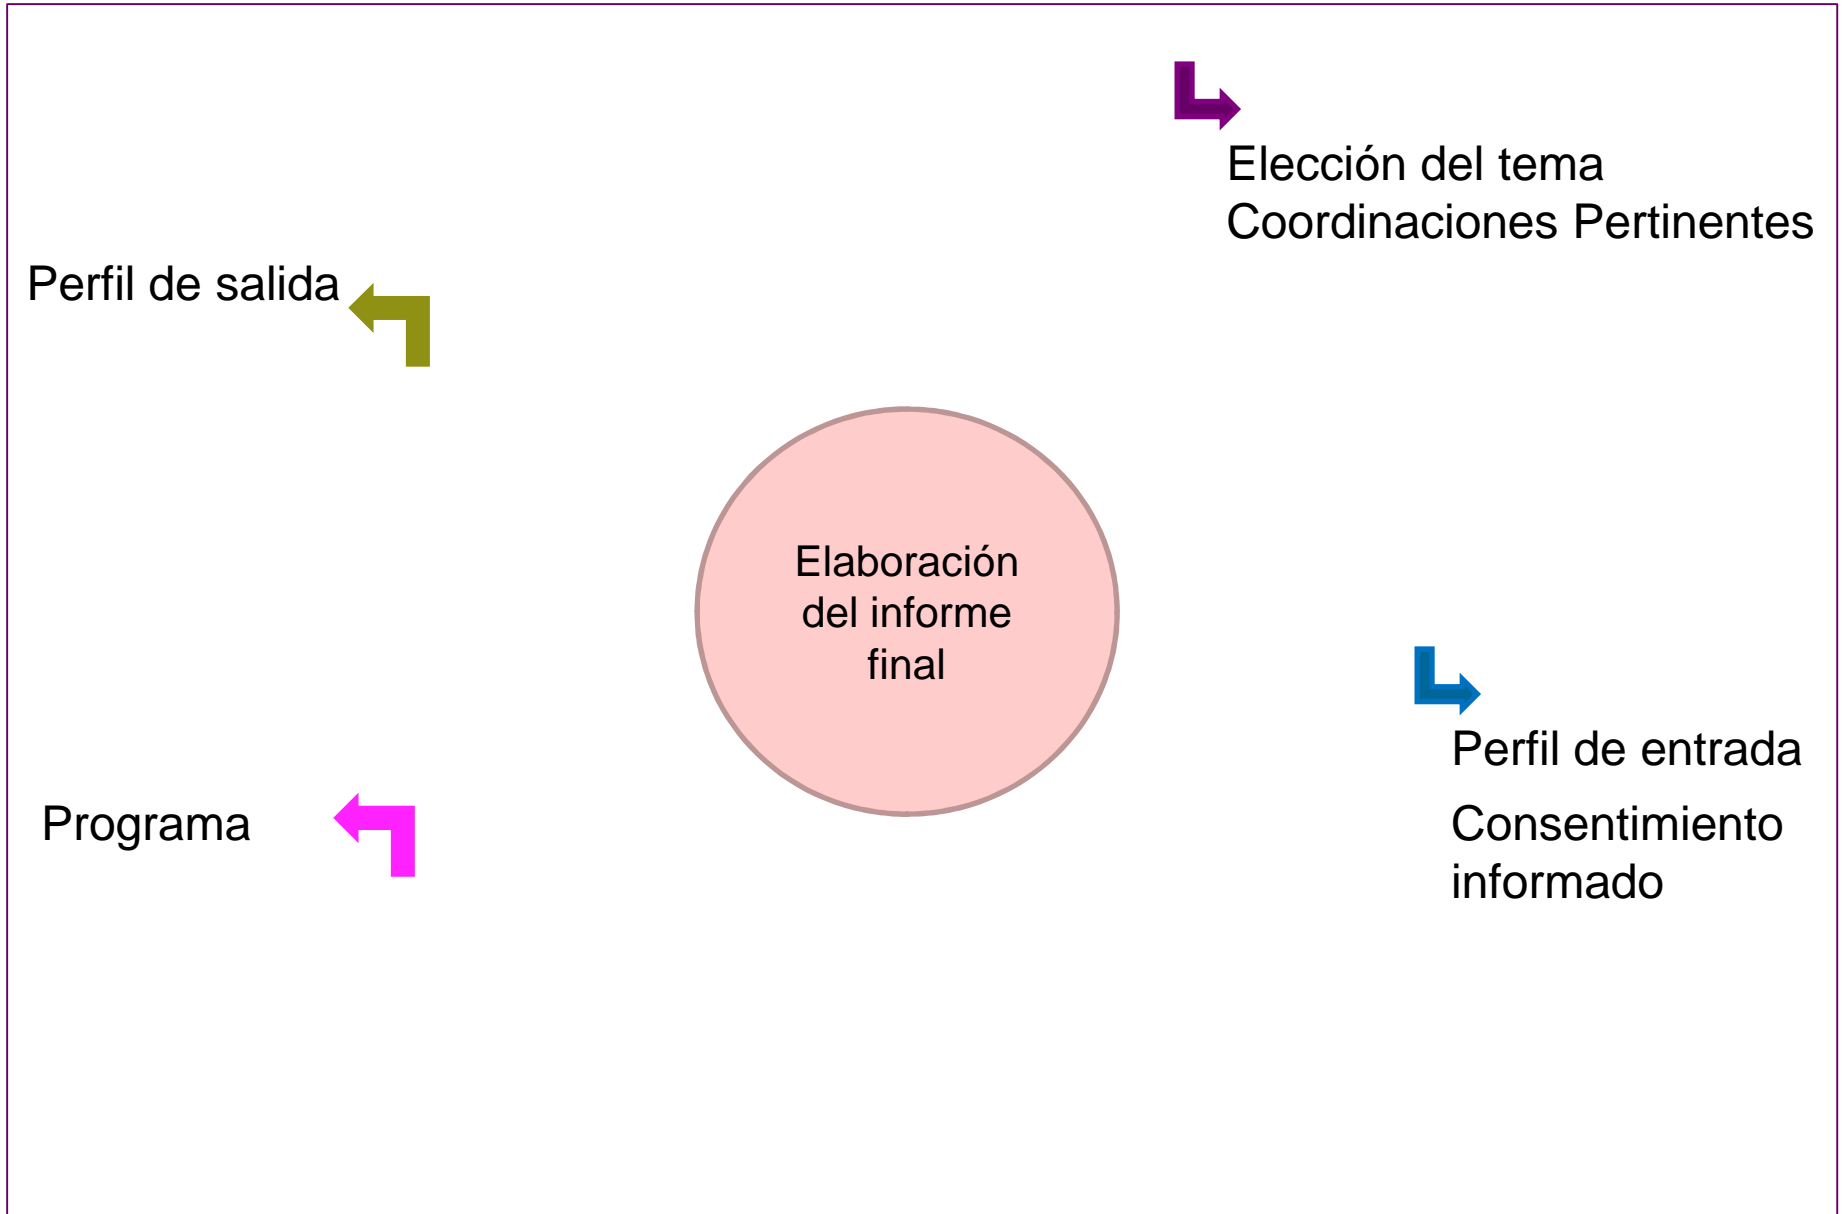 Elección del tema
Coordinaciones Pertinentes
Perfil de salida
Elaboración
del informe
final
Perfil de entrada
Consentimiento
informado
Programa